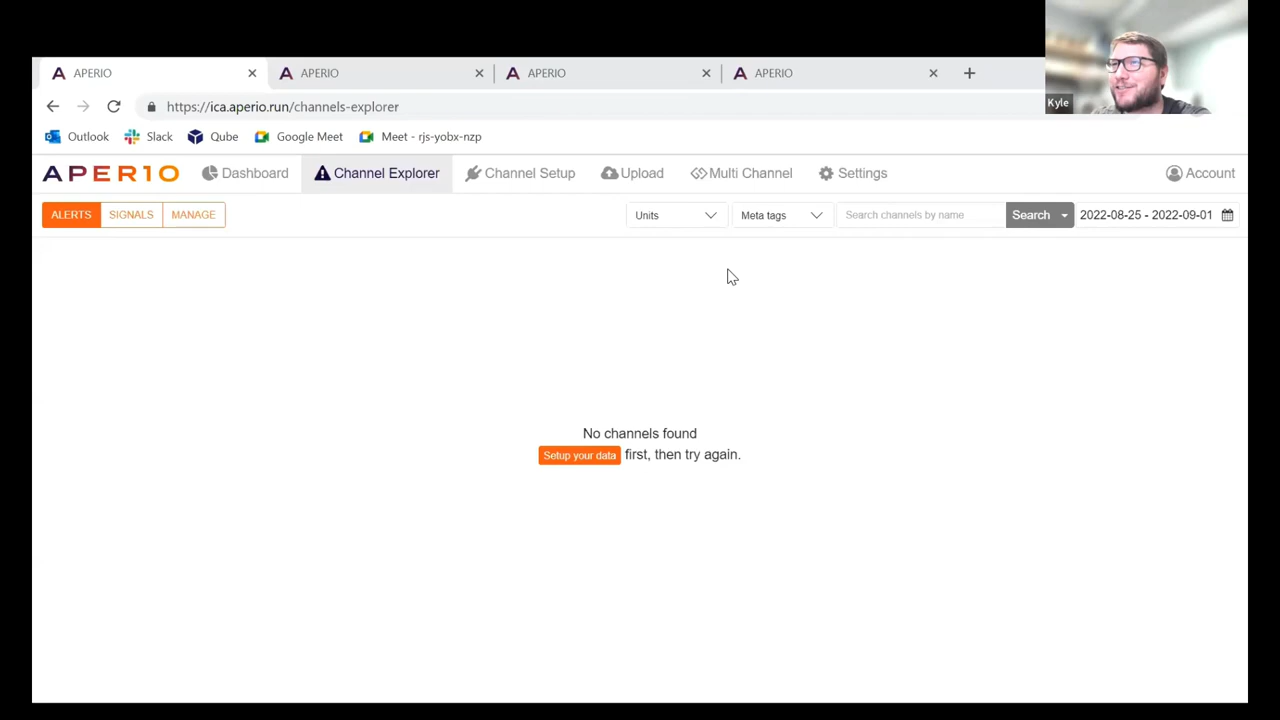 APERIO
APERIO
APERIO
APERIO
Kyle
https://ica.aperio.run/channels-explorer
Outlook
Slack
Qube
Google Meet
Meet - rjs-yobx-nzp
APERIO
Dashboard
Channel Explorer
Channel Setup
Upload
Multi Channel
Settings
Account
ALERTS
SIGNALS
MANAGE
Units
Meta tags
Search channels by name
Search
2022-08-25 - 2022-09-01
No channels found
Setup your data first, then try again.